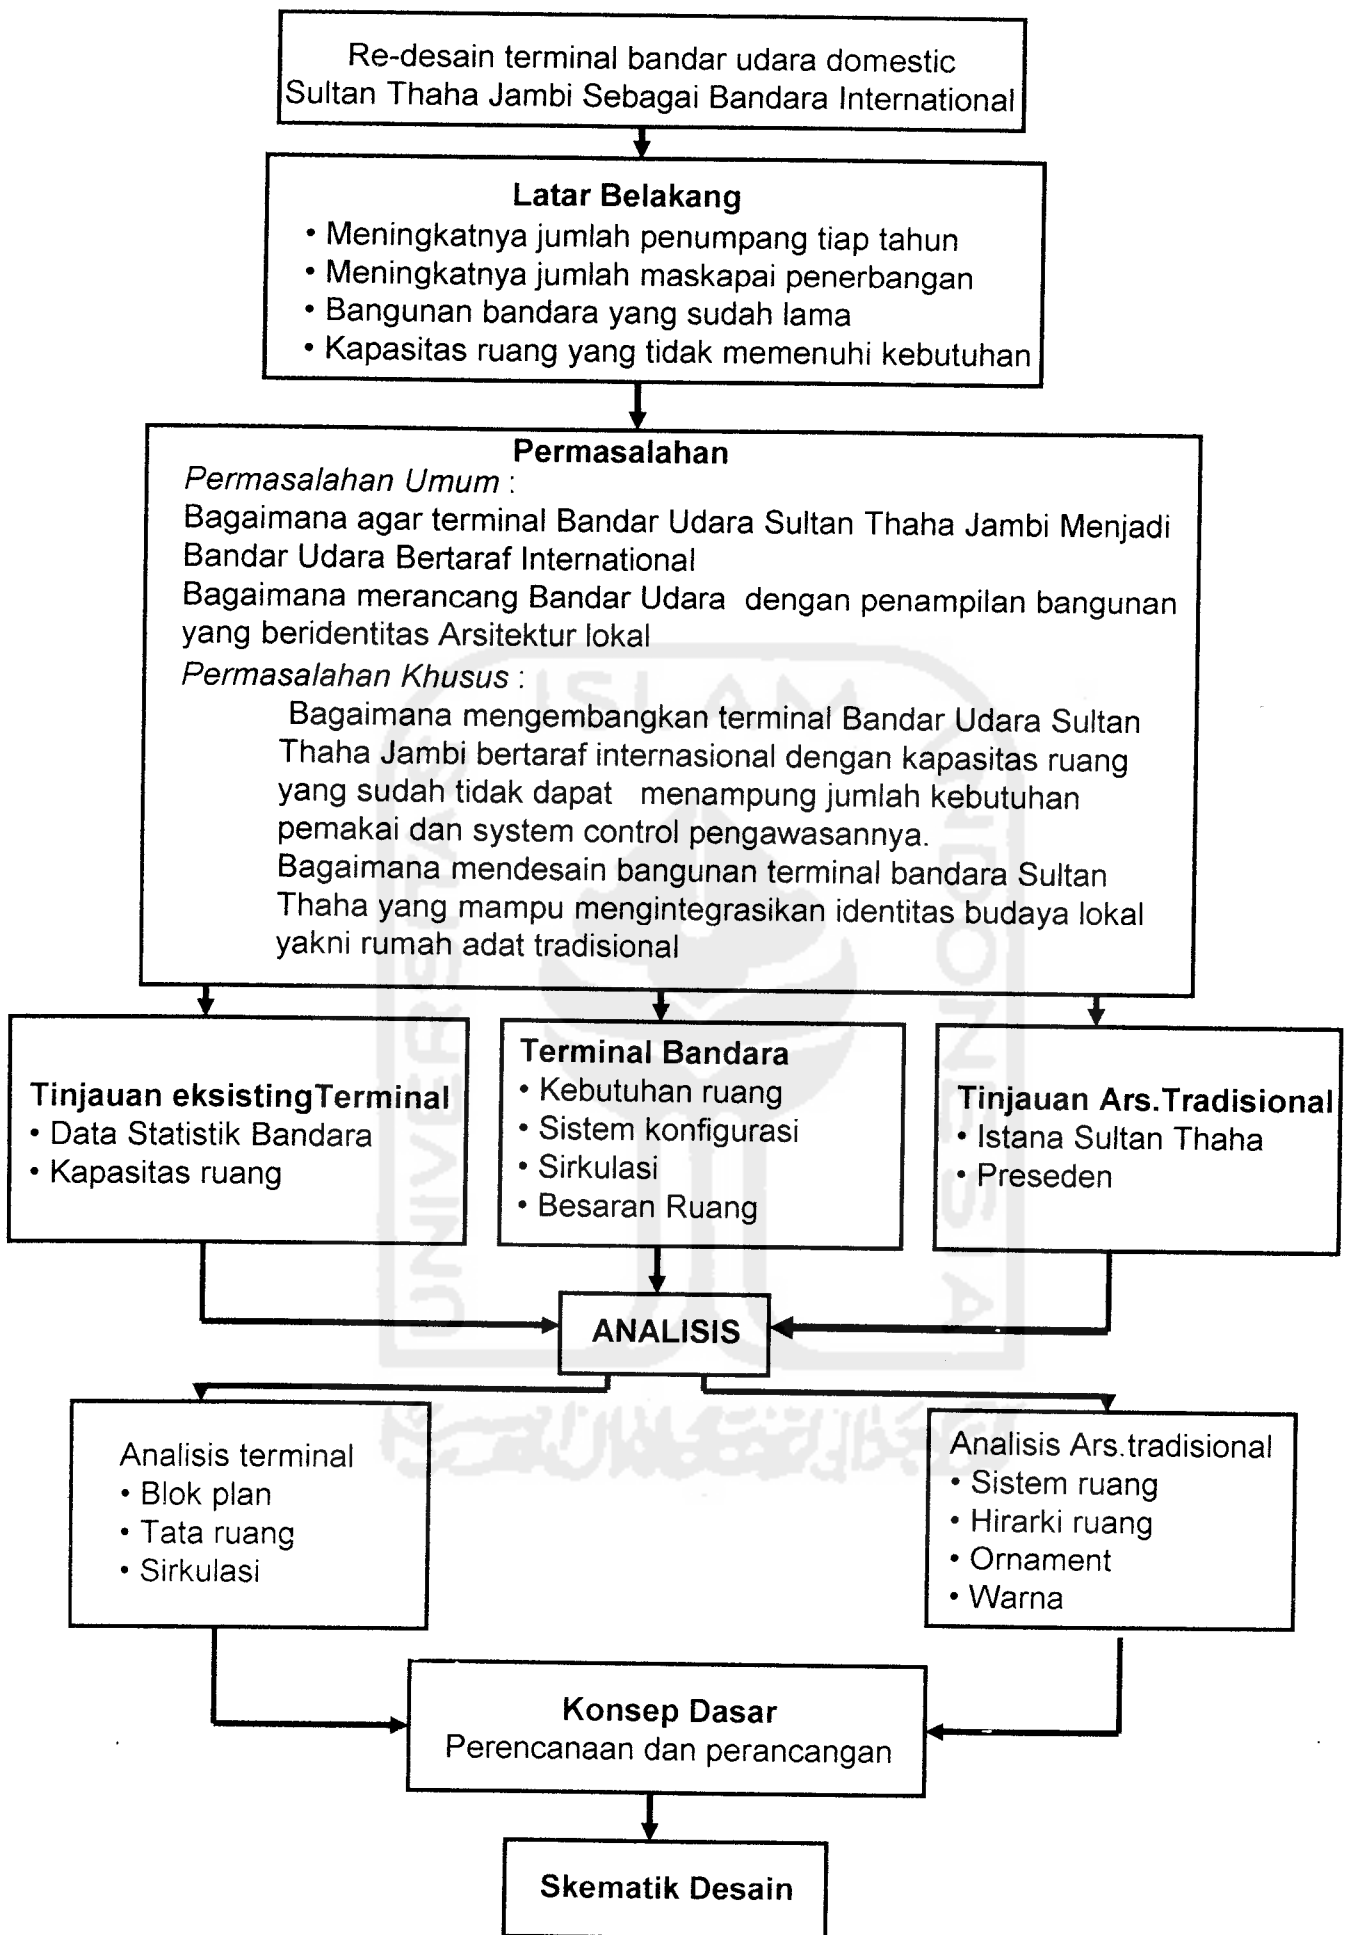 Re-desain terminal bandar udara domestic
Sultan Thaha Jambi Sebagai Bandara International
Latar Belakang
• Meningkatnya jumlah penumpang tiap tahun
• Meningkatnya jumlah maskapai penerbangan
• Bangunan bandara yang sudah lama
• Kapasitas ruang yang tidak memenuhi kebutuhan
Permasalahan
Permasalahan Umum :
Bagaimana agar terminal Bandar Udara Sultan Thaha Jambi Menjadi
Bandar Udara Bertaraf International
Bagaimana merancang Bandar Udara dengan penampilan bangunan
yang beridentitas Arsitektur lokal
Permasalahan Khusus :
Bagaimana mengembangkan terminal Bandar Udara Sultan
Thaha Jambi bertaraf internasional dengan kapasitas ruang
yang sudah tidak dapat menampung jumlah kebutuhan
pemakai dan system control pengawasannya.
Bagaimana mendesain bangunan terminal bandara Sultan
Thaha yang mampu mengintegrasikan identitas budaya lokal
yakni rumah adat tradisional
Tinjauan eksisting Terminal
• Data Statistik Bandara
• Kapasitas ruang
Terminal Bandara
• Kebutuhan ruang
• Sistem konfigurasi
• Sirkulasi
• Besaran Ruang
Tinjauan Ars.Tradisional
• Istana Sultan Thaha
• Preseden
ANALISIS
Analisis terminal
• Blok plan
• Tata ruang
• Sirkulasi
Analisis Ars.tradisional
• Sistem ruang
• Hirarki ruang
• Ornament
• Warna
Konsep Dasar
Perencanaan dan perancangan
Skematik Desain
UNIVERSITAS
ISLAM
INDONESIA